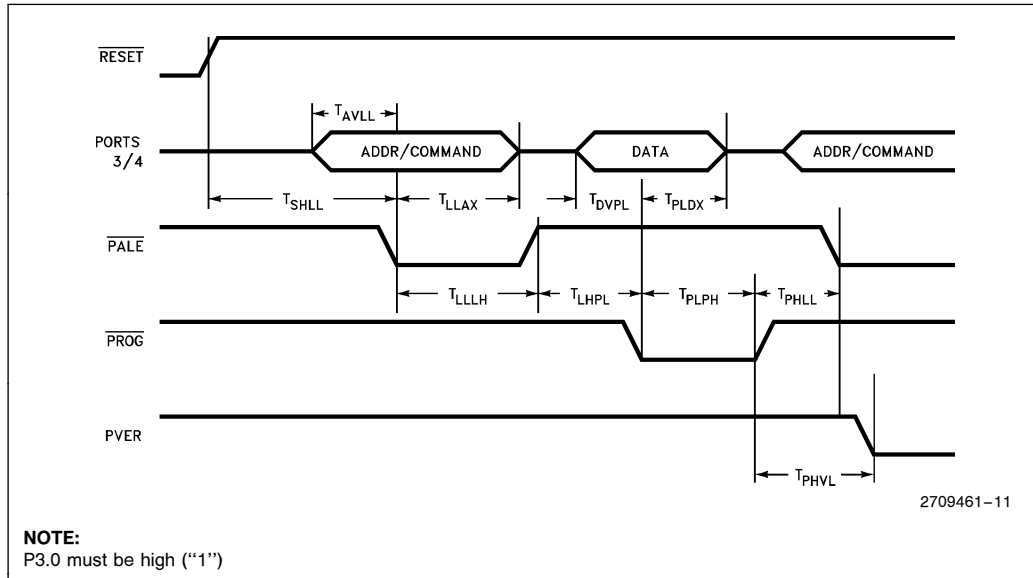 RESET
T_AVLL
PORTS
3/4
ADDR/COMMAND DATA ADDR/COMMAND
T_SHLL T_LLAX T_DVPL T_PLDX
PALE
T_LLLH T_LHPL T_PLPH T_PHLL
PROG
PVER
T_PHVL
2709461–11
NOTE:
P3.0 must be high (‘‘1’’)